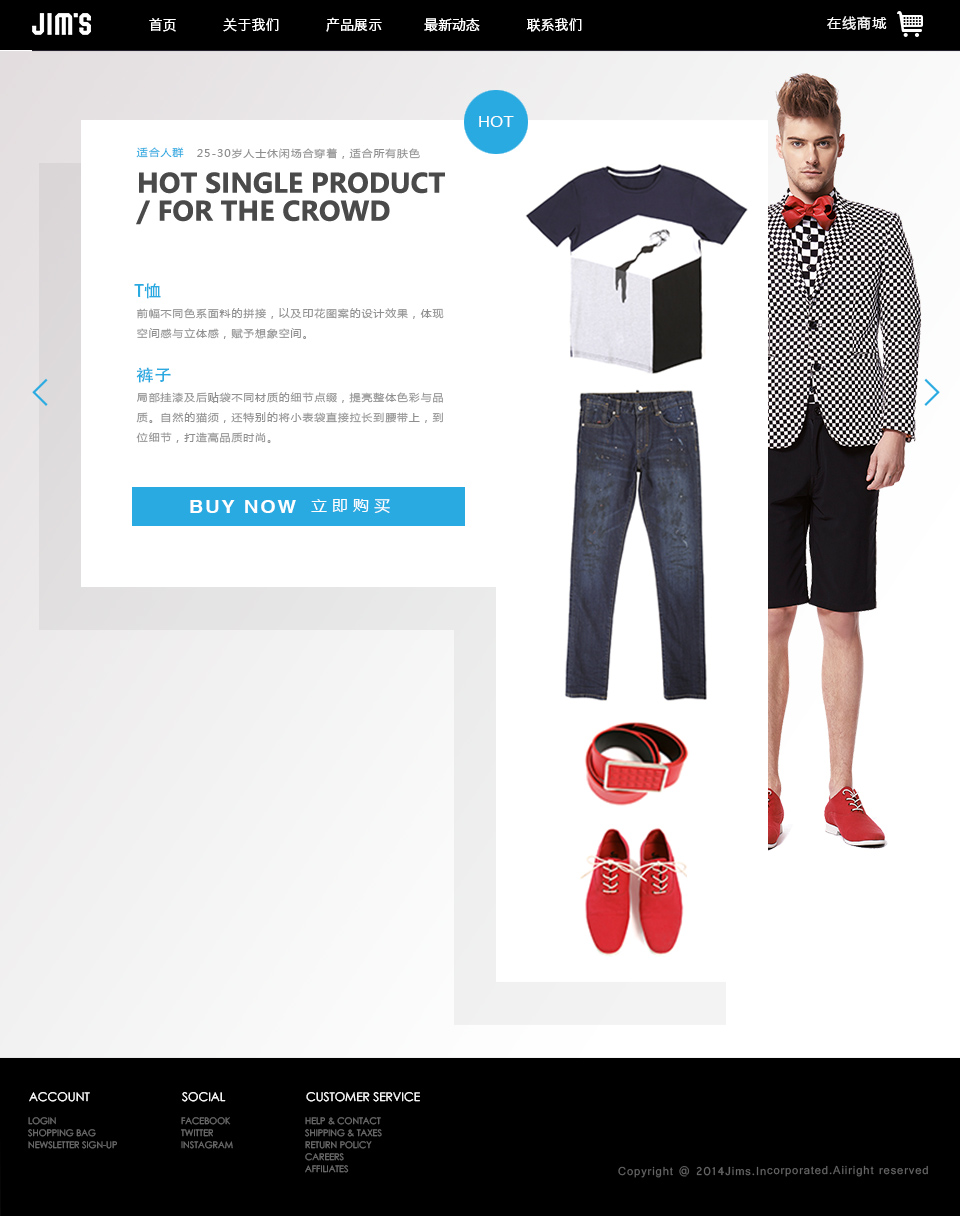 JIM'S
首页 关于我们 产品展示 最新动态 联系我们 在线商城
HOT
适合人群 25-30岁人士休闲场合穿着，适合所有肤色
HOT SINGLE PRODUCT
/ FOR THE CROWD
T恤
前幅不同色系面料的拼接，以及印花图案的设计效果，体现
空间感与立体感，赋予想象空间。
裤子
局部挂漆及后贴袋不同材质的细节点缀，提亮整体色彩与品
质。自然的猫须，还特别的将小表袋直接拉长到腰带上，到
位细节，打造高品质时尚。
BUY NOW 立即购买
ACCOUNT
LOGIN
SHOPPING BAG
NEWSLETTER SIGN-UP
SOCIAL
FACEBOOK
TWITTER
INSTAGRAM
CUSTOMER SERVICE
HELP & CONTACT
SHIPPING & TAXES
RETURN POLICY
CAREERS
AFFILIATES
Copyright @ 2014Jims.Incorporated.Aiiright reserved